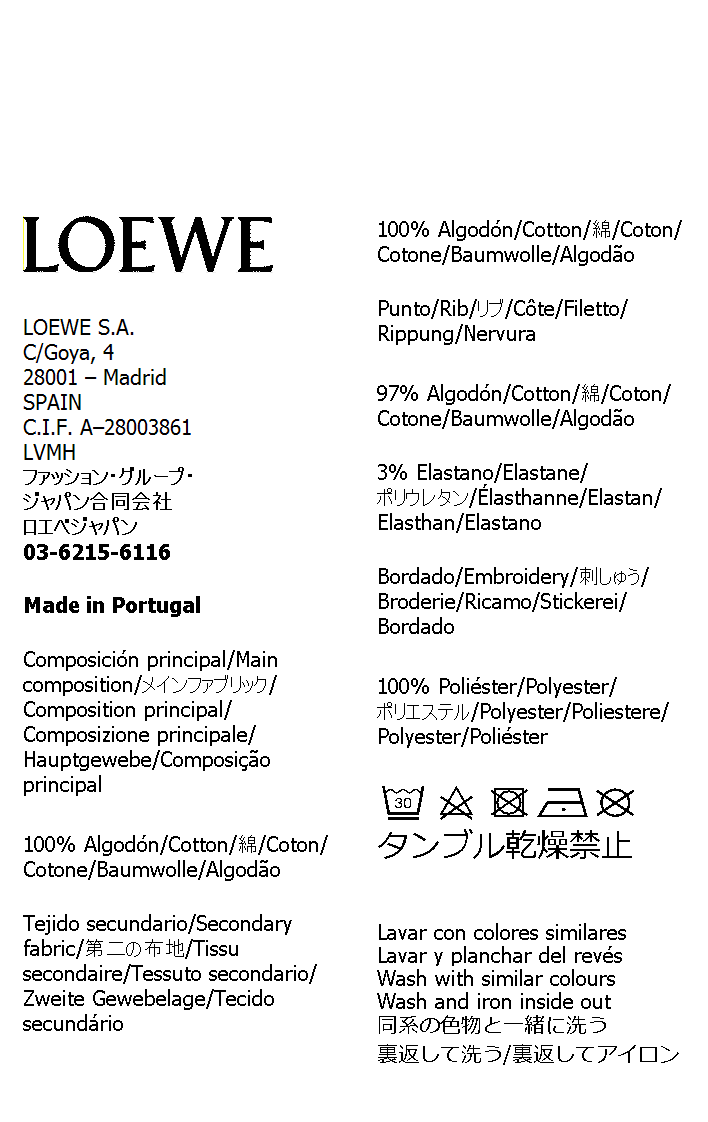 LOEWE
LOEWE S.A.
C/Goya, 4
28001 – Madrid
SPAIN
C.I.F. A–28003861
LVMH
ファッション・グループ・
ジャパン合同会社
ロエベジャパン
03-6215-6116
Made in Portugal
Composición principal/Main
composition/メインファブリック/
Composition principal/
Composizione principale/
Hauptgewebe/Composição
principal
100% Algodón/Cotton/綿/Coton/
Cotone/Baumwolle/Algodão
Tejido secundario/Secondary
fabric/第二の布地/Tissu
secondaire/Tessuto secondario/
Zweite Gewebelage/Tecido
secundário
100% Algodón/Cotton/綿/Coton/
Cotone/Baumwolle/Algodão
Punto/Rib/リブ/Côte/Filetto/
Rippung/Nervura
97% Algodón/Cotton/綿/Coton/
Cotone/Baumwolle/Algodão
3% Elastano/Elastane/
ポリウレタン/Élasthanne/Elastan/
Elasthan/Elastano
Bordado/Embroidery/刺しゅう/
Broderie/Ricamo/Stickerei/
Bordado
100% Poliéster/Polyester/
ポリエステル/Polyester/Poliestere/
Polyester/Poliéster
30
タンブル乾燥禁止
Lavar con colores similares
Lavar y planchar del revés
Wash with similar colours
Wash and iron inside out
同系の色物と一緒に洗う
裏返して洗う/裏返してアイロン